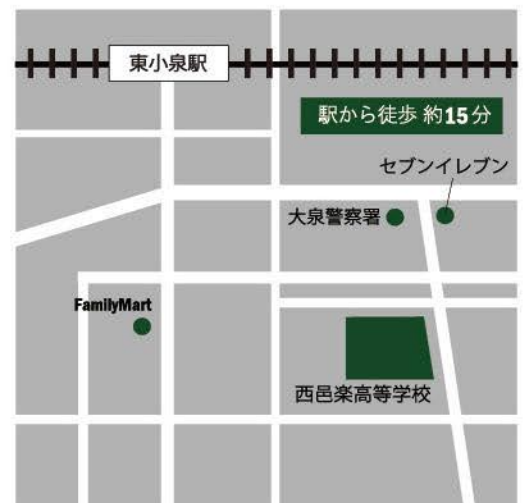 東小泉駅
駅から徒歩 約15分
セブンイレブン
大泉警察署
FamilyMart
西邑楽高等学校